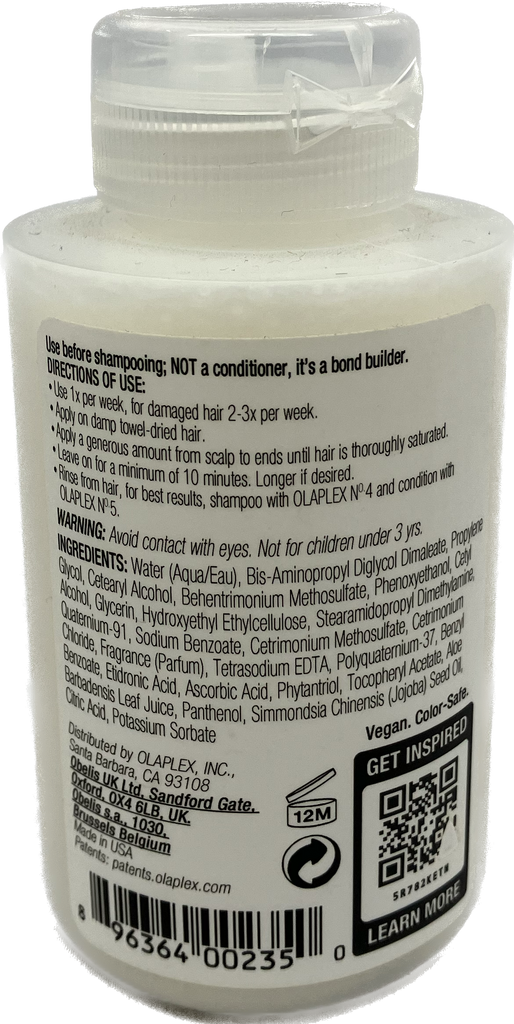 Use before shampooing; NOT a conditioner, it's a bond builder.
DIRECTIONS OF USE:
• Use 1x per week, for damaged hair 2-3x per week.
• Apply on damp towel-dried hair.
• Apply a generous amount from scalp to ends until hair is thoroughly saturated.
• Leave on for a minimum of 10 minutes. Longer if desired.
• Rinse from hair, for best results, shampoo with OLAPLEX Nº 4 and condition with
OLAPLEX Nº 5.
WARNING: Avoid contact with eyes. Not for children under 3 yrs.
INGREDIENTS: Water (Aqua/Eau), Bis-Aminopropyl Diglycol Dimaleate, Propylene
Glycol, Cetearyl Alcohol, Behentrimonium Methosulfate, Phenoxyethanol, Cetyl
Alcohol, Glycerin, Hydroxyethyl Ethylcellulose, Stearamidopropyl Dimethylamine,
Quaternium-91, Sodium Benzoate, Cetrimonium Methosulfate, Cetrimonium
Chloride, Fragrance (Parfum), Tetrasodium EDTA, Polyquaternium-37, Benzyl
Benzoate, Etidronic Acid, Ascorbic Acid, Phytantriol, Tocopheryl Acetate, Aloe
Barbadensis Leaf Juice, Panthenol, Simmondsia Chinensis (Jojoba) Seed Oil,
Citric Acid, Potassium Sorbate
Distributed by OLAPLEX, INC.,
Santa Barbara, CA 93108
Obelis UK Ltd, Sandford Gate,
Oxford, OX4 6LB, UK.
Obelis s.a., 1030,
Brussels Belgium
Made in USA
Patents: patents.olaplex.com
12M
Vegan. Color-Safe.
GET INSPIRED
5R782KETH
LEARN MORE
8 96364 00235 0